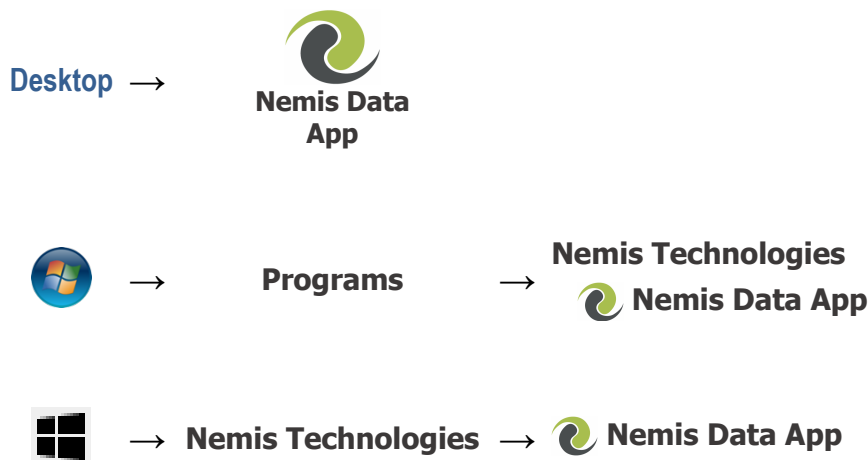 Desktop →
Nemis Data
App
→ Programs → Nemis Technologies
Nemis Data App
→ Nemis Technologies → Nemis Data App